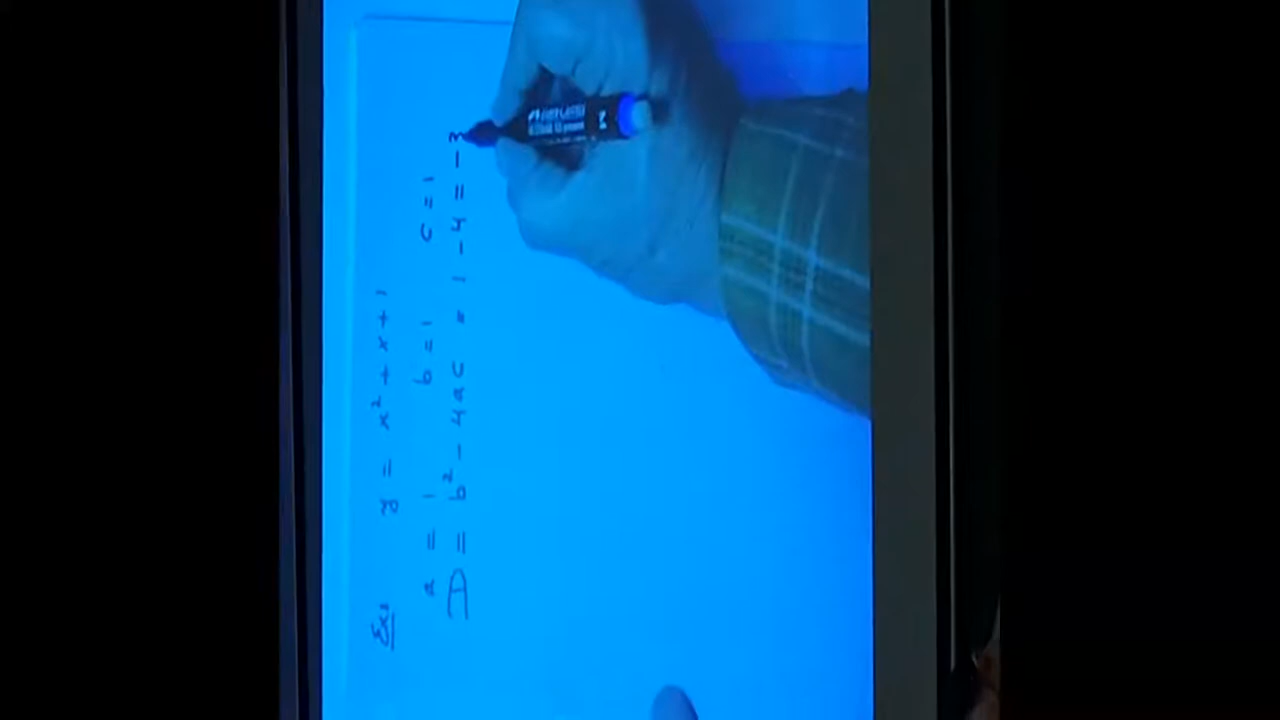 Ex:  y = x² + x + 1
a = 1  b = 1  c = 1
D = b² - 4ac = 1 - 4 = -3